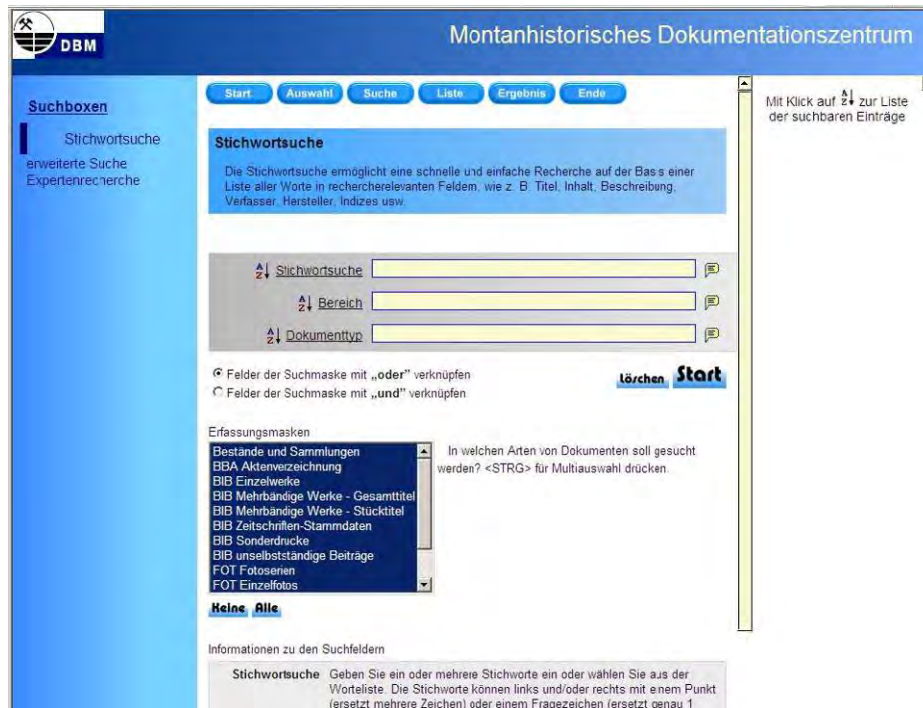 DBM
Montanhistorisches Dokumentationszentrum
Suchboxen
Stichwortsuche
erweiterte Suche
Expertenrecherche
Start Auswahl Suche Liste Ergebnis Ende
Mit Klick auf AZ zur Liste
der suchbaren Einträge
Stichwortsuche
Die Stichwortsuche ermöglicht eine schnelle und einfache Recherche auf der Basis einer
Liste aller Worte in rechercherelevanten Feldern, wie z. B. Titel, Inhalt, Beschreibung,
Verfasser, Hersteller, Indizes usw.
AZ Stichwortsuche
AZ Bereich
AZ Dokumenttyp
Felder der Suchmaske mit „oder" verknüpfen
Felder der Suchmaske mit „und" verknüpfen
Löschen Start
Erfassungsmasken
Bestände und Sammlungen
BBA Aktenverzeichnung
BIB Einzelwerke
BIB Mehrbändige Werke - Gesamttitel
BIB Mehrbändige Werke - Stücktitel
BIB Zeitschriften-Stammdaten
BIB Sonderdrucke
BIB unselbstständige Beiträge
FOT Fotoserien
FOT Einzelfotos
In welchen Arten von Dokumenten soll gesucht
werden? <STRG> für Multiauswahl drücken.
Keine Alle
Informationen zu den Suchfeldern
Stichwortsuche Geben Sie ein oder mehrere Stichworte ein oder wählen Sie aus der
Worteliste. Die Stichworte können links und/oder rechts mit einem Punkt
(ersetzt mehrere Zeichen) oder einem Fragezeichen (ersetzt genau 1